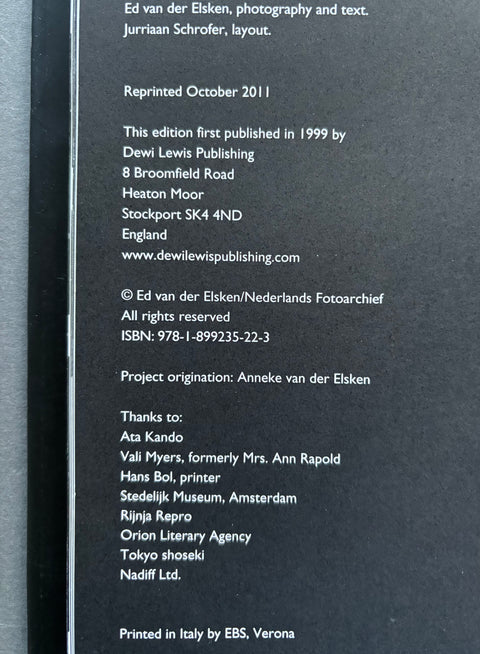 Ed van der Elsken, photography and text.
Jurriaan Schrofer, layout.
Reprinted October 2011
This edition first published in 1999 by
Dewi Lewis Publishing
8 Broomfield Road
Heaton Moor
Stockport SK4 4ND
England
www.dewilewispublishing.com
© Ed van der Elsken/Nederlands Fotoarchief
All rights reserved
ISBN: 978-1-899235-22-3
Project origination: Anneke van der Elsken
Thanks to:
Ata Kando
Vali Myers, formerly Mrs. Ann Rapold
Hans Bol, printer
Stedelijk Museum, Amsterdam
Rijnja Repro
Orion Literary Agency
Tokyo shoseki
Nadiff Ltd.
Printed in Italy by EBS, Verona